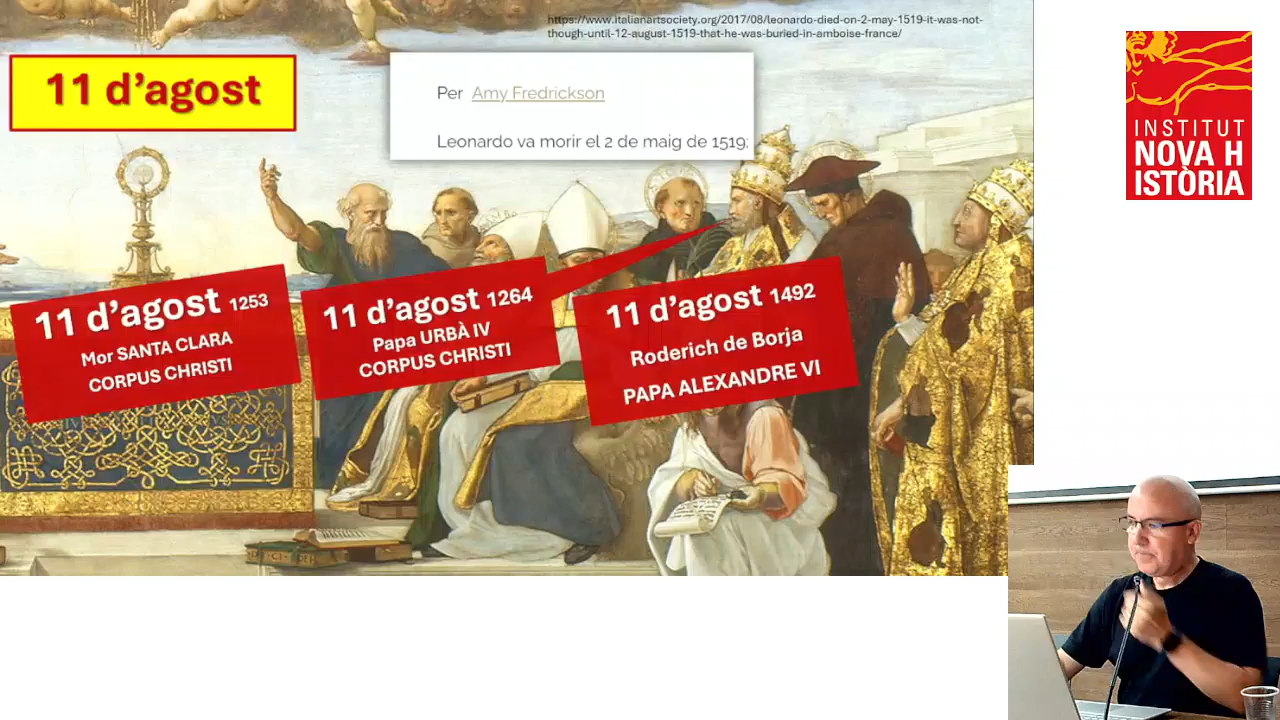 https://www.italianartsociety.org/2017/08/leonardo-died-on-2-may-1519-it-was-not-
though-until-12-august-1519-that-he-was-buried-in-amboise-france/
11 d’agost
Per Amy Fredrickson
Leonardo va morir el 2 de maig de 1519;
11 d’agost 1253
Mor SANTA CLARA
CORPUS CHRISTI
11 d’agost 1264
Papa URBÀ IV
CORPUS CHRISTI
11 d’agost 1492
Roderich de Borja
PAPA ALEXANDRE VI
INSTITUT
NOVA H
ISTÒRIA